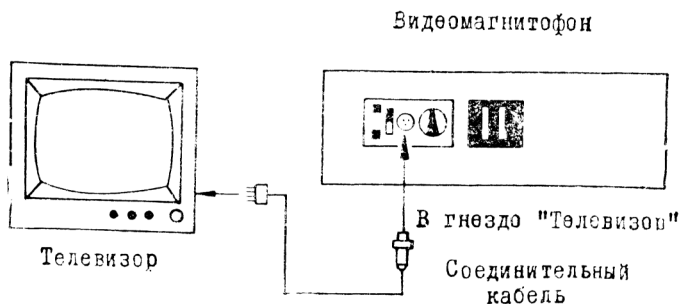 Видеомагнитофон
В гнездо "Телевизор"
Телевизор
Соединительный
кабель